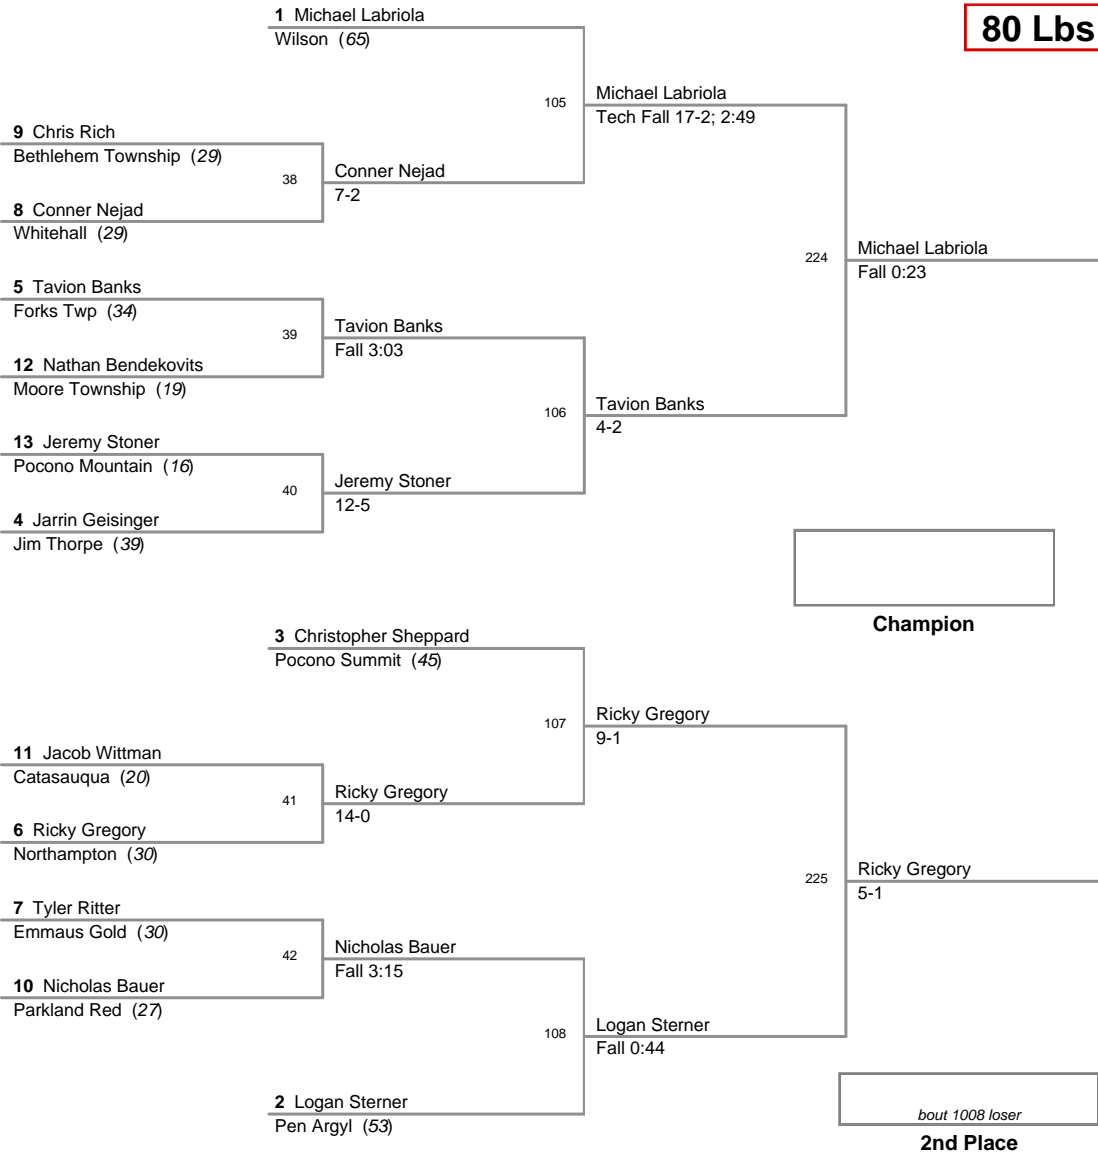 1 Michael Labriola
Wilson (65)
80 Lbs
105
Michael Labriola
Tech Fall 17-2; 2:49
9 Chris Rich
Bethlehem Township (29)
38
Conner Nejad
7-2
8 Conner Nejad
Whitehall (29)
224
Michael Labriola
Fall 0:23
5 Tavion Banks
Forks Twp (34)
39
Tavion Banks
Fall 3:03
12 Nathan Bendekovits
Moore Township (19)
106
Tavion Banks
4-2
13 Jeremy Stoner
Pocono Mountain (16)
40
Jeremy Stoner
12-5
4 Jarrin Geisinger
Jim Thorpe (39)
Champion
3 Christopher Sheppard
Pocono Summit (45)
107
Ricky Gregory
9-1
11 Jacob Wittman
Catasauqua (20)
41
Ricky Gregory
14-0
6 Ricky Gregory
Northampton (30)
225
Ricky Gregory
5-1
7 Tyler Ritter
Emmaus Gold (30)
42
Nicholas Bauer
Fall 3:15
10 Nicholas Bauer
Parkland Red (27)
108
Logan Sterner
Fall 0:44
2 Logan Sterner
Pen Argyl (53)
bout 1008 loser
2nd Place